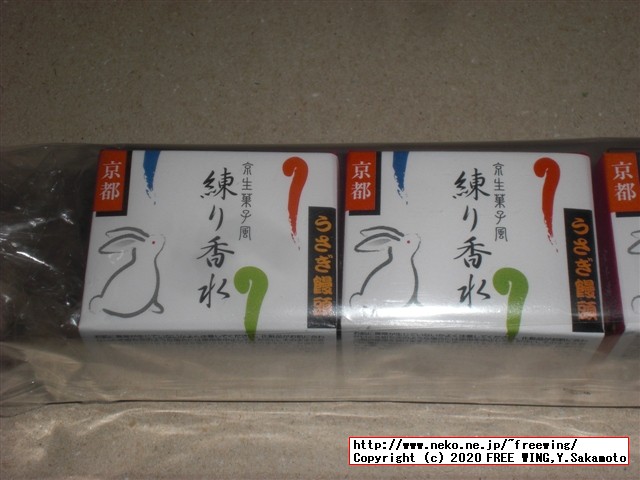 京都
京生菓子風
練り香水
うさぎ饅頭
京都
京生菓子風
練り香水
うさぎ饅頭
京都
http://www.neko.ne.jp/~freewing/
Copyright (c) 2020 FREE WING,Y.Sakamoto